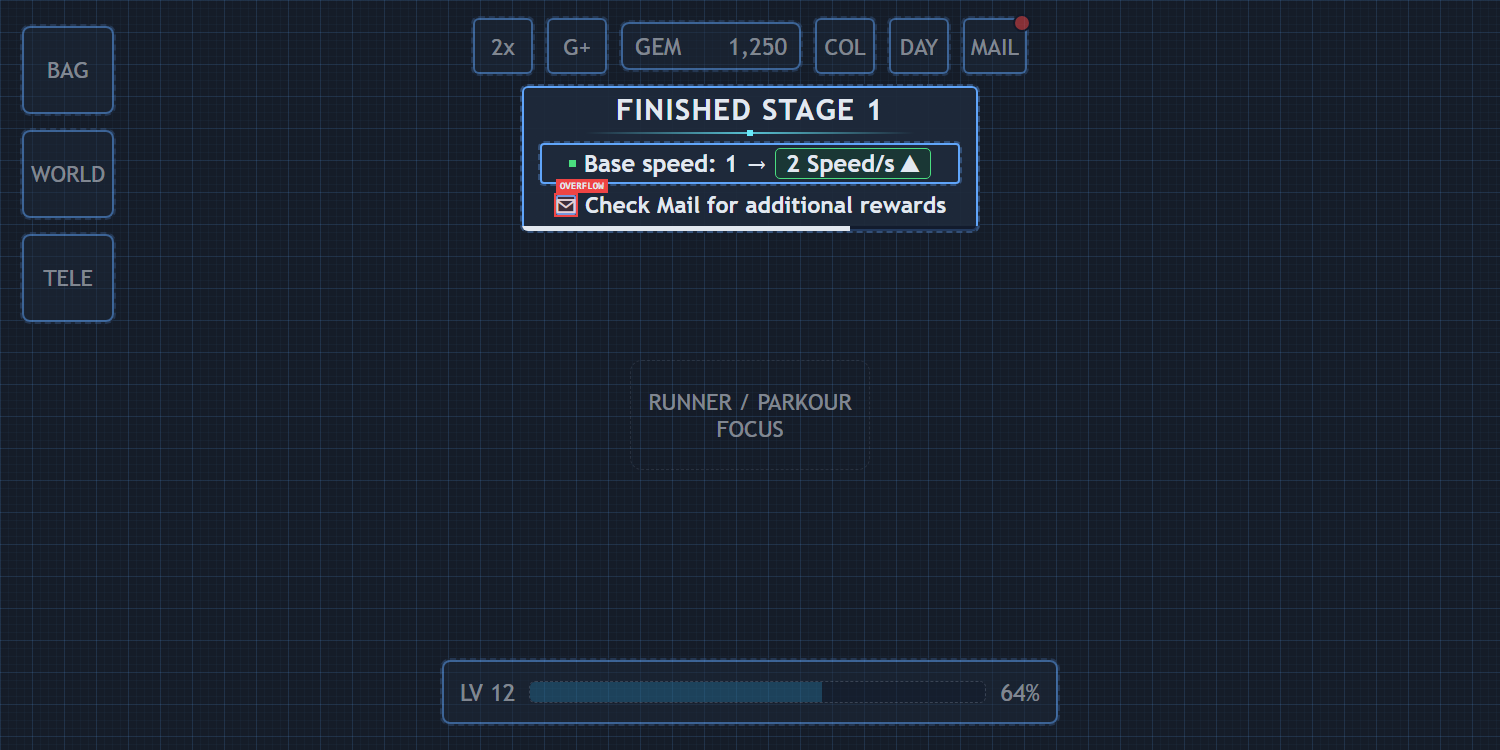 2x
G+
GEM 1,250
COL
DAY
MAIL
BAG
WORLD
TELE
FINISHED STAGE 1
Base speed: 1 → 2 Speed/s ▲
OVERFLOW
Check Mail for additional rewards
RUNNER / PARKOUR
FOCUS
LV 12
64%